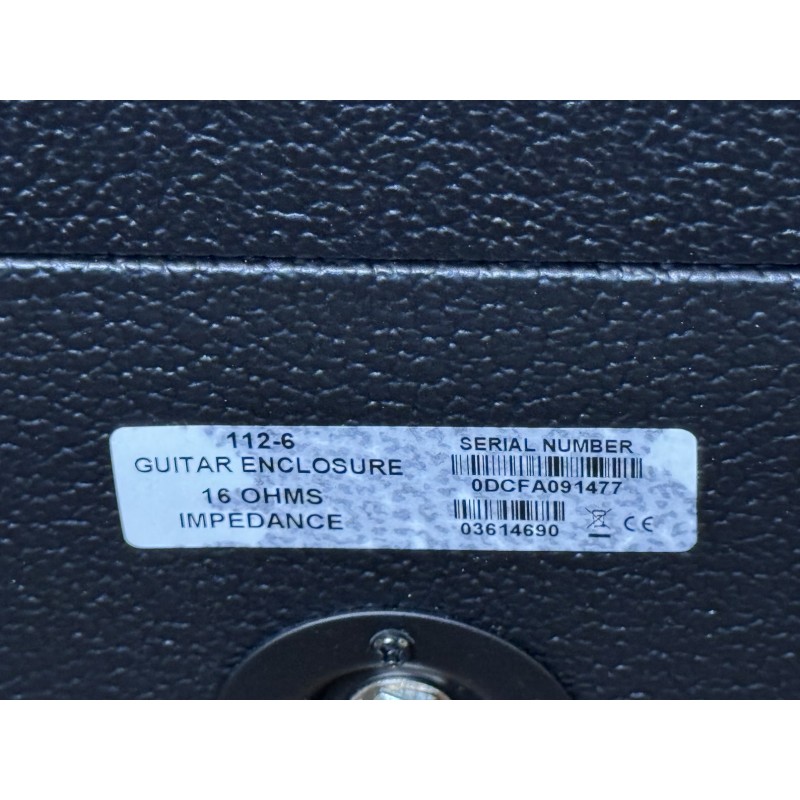 112-6
GUITAR ENCLOSURE
16 OHMS
IMPEDANCE
SERIAL NUMBER
0DCFA091477
03614690
CE